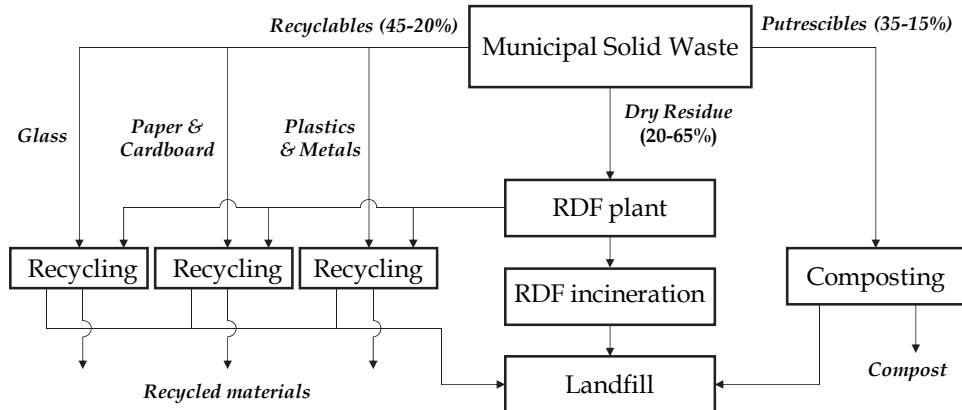 Recyclables (45-20%)
Municipal Solid Waste
Putrescibles (35-15%)
Glass
Paper &
Cardboard
Plastics
& Metals
Dry Residue
(20-65%)
RDF plant
Recycling
Recycling
Recycling
RDF incineration
Composting
Recycled materials
Landfill
Compost